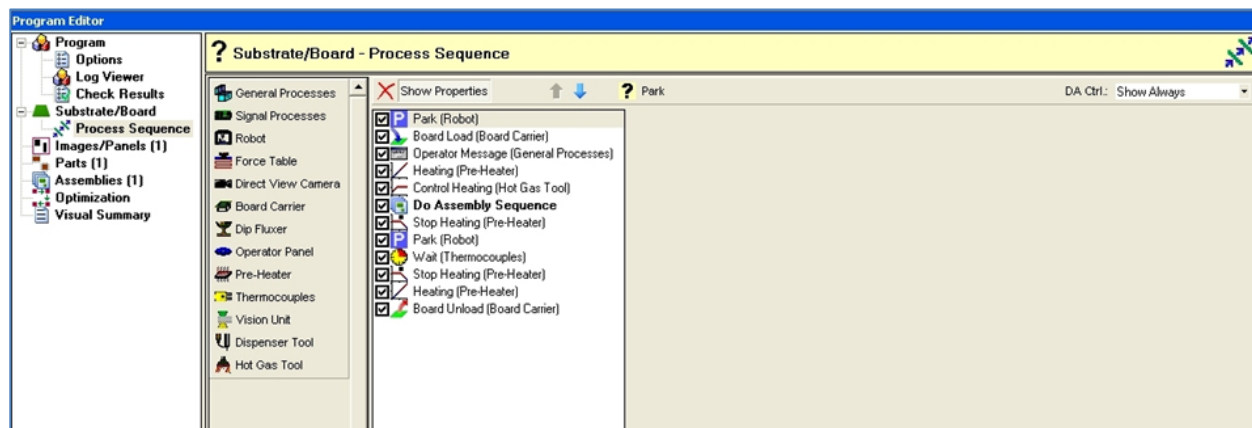 Program Editor
Program
Options
Log Viewer
Check Results
Substrate/Board
Process Sequence
Images/Panels (1)
Parts (1)
Assemblies (1)
Optimization
Visual Summary
? Substrate/Board - Process Sequence
General Processes
Signal Processes
Robot
Force Table
Direct View Camera
Board Carrier
Dip Fluxer
Operator Panel
Pre-Heater
Thermocouples
Vision Unit
Dispenser Tool
Hot Gas Tool
Show Properties
? Park
DA Ctrl.: Show Always
P Park (Robot)
Board Load (Board Carrier)
Operator Message (General Processes)
Heating (Pre-Heater)
Control Heating (Hot Gas Tool)
Do Assembly Sequence
Stop Heating (Pre-Heater)
P Park (Robot)
Wait (Thermocouples)
Stop Heating (Pre-Heater)
Heating (Pre-Heater)
Board Unload (Board Carrier)